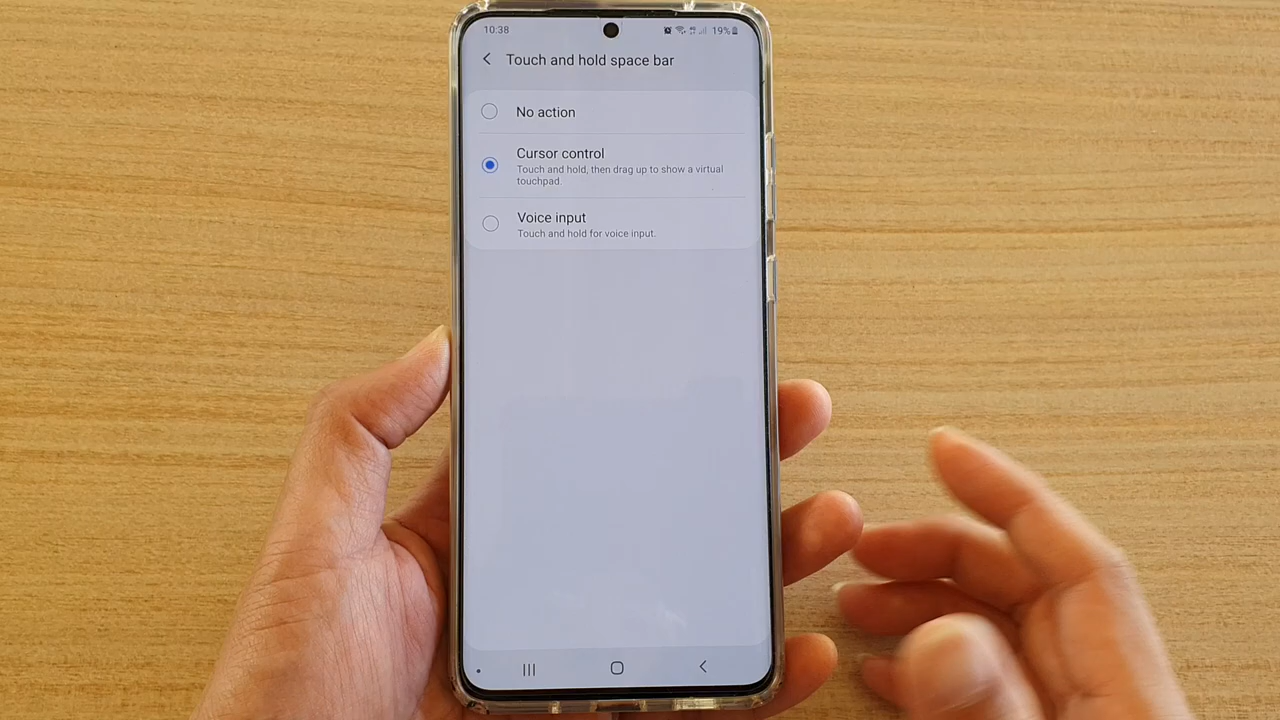 10:38
19%
Touch and hold space bar
No action
Cursor control
Touch and hold, then drag up to show a virtual
touchpad.
Voice input
Touch and hold for voice input.